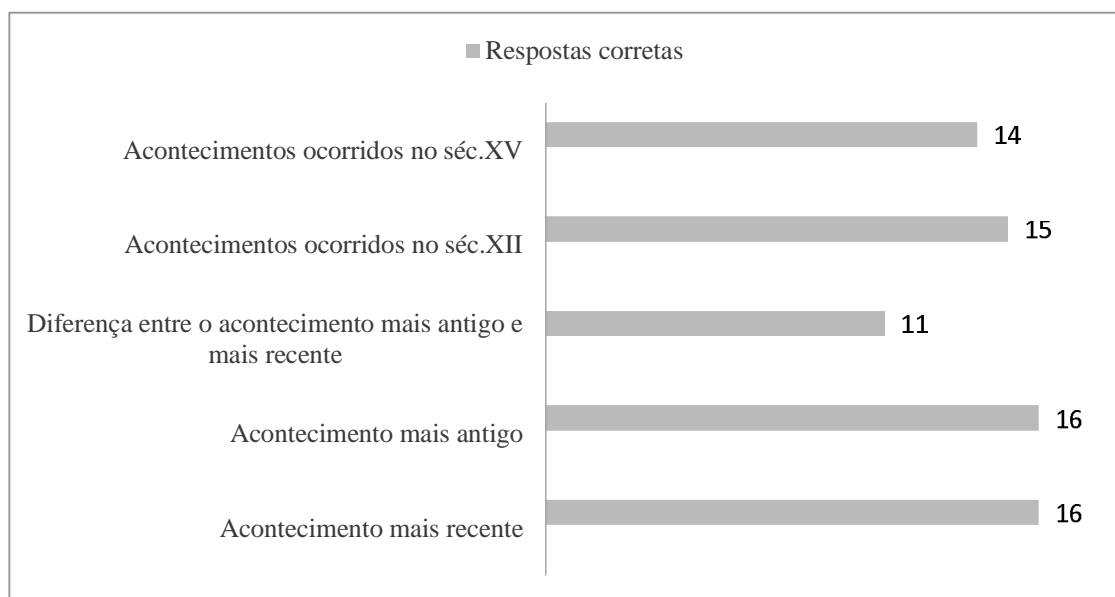 Respostas corretas
Acontecimentos ocorridos no séc.XV
14
Acontecimentos ocorridos no séc.XII
15
Diferença entre o acontecimento mais antigo e
mais recente
11
Acontecimento mais antigo
16
Acontecimento mais recente
16